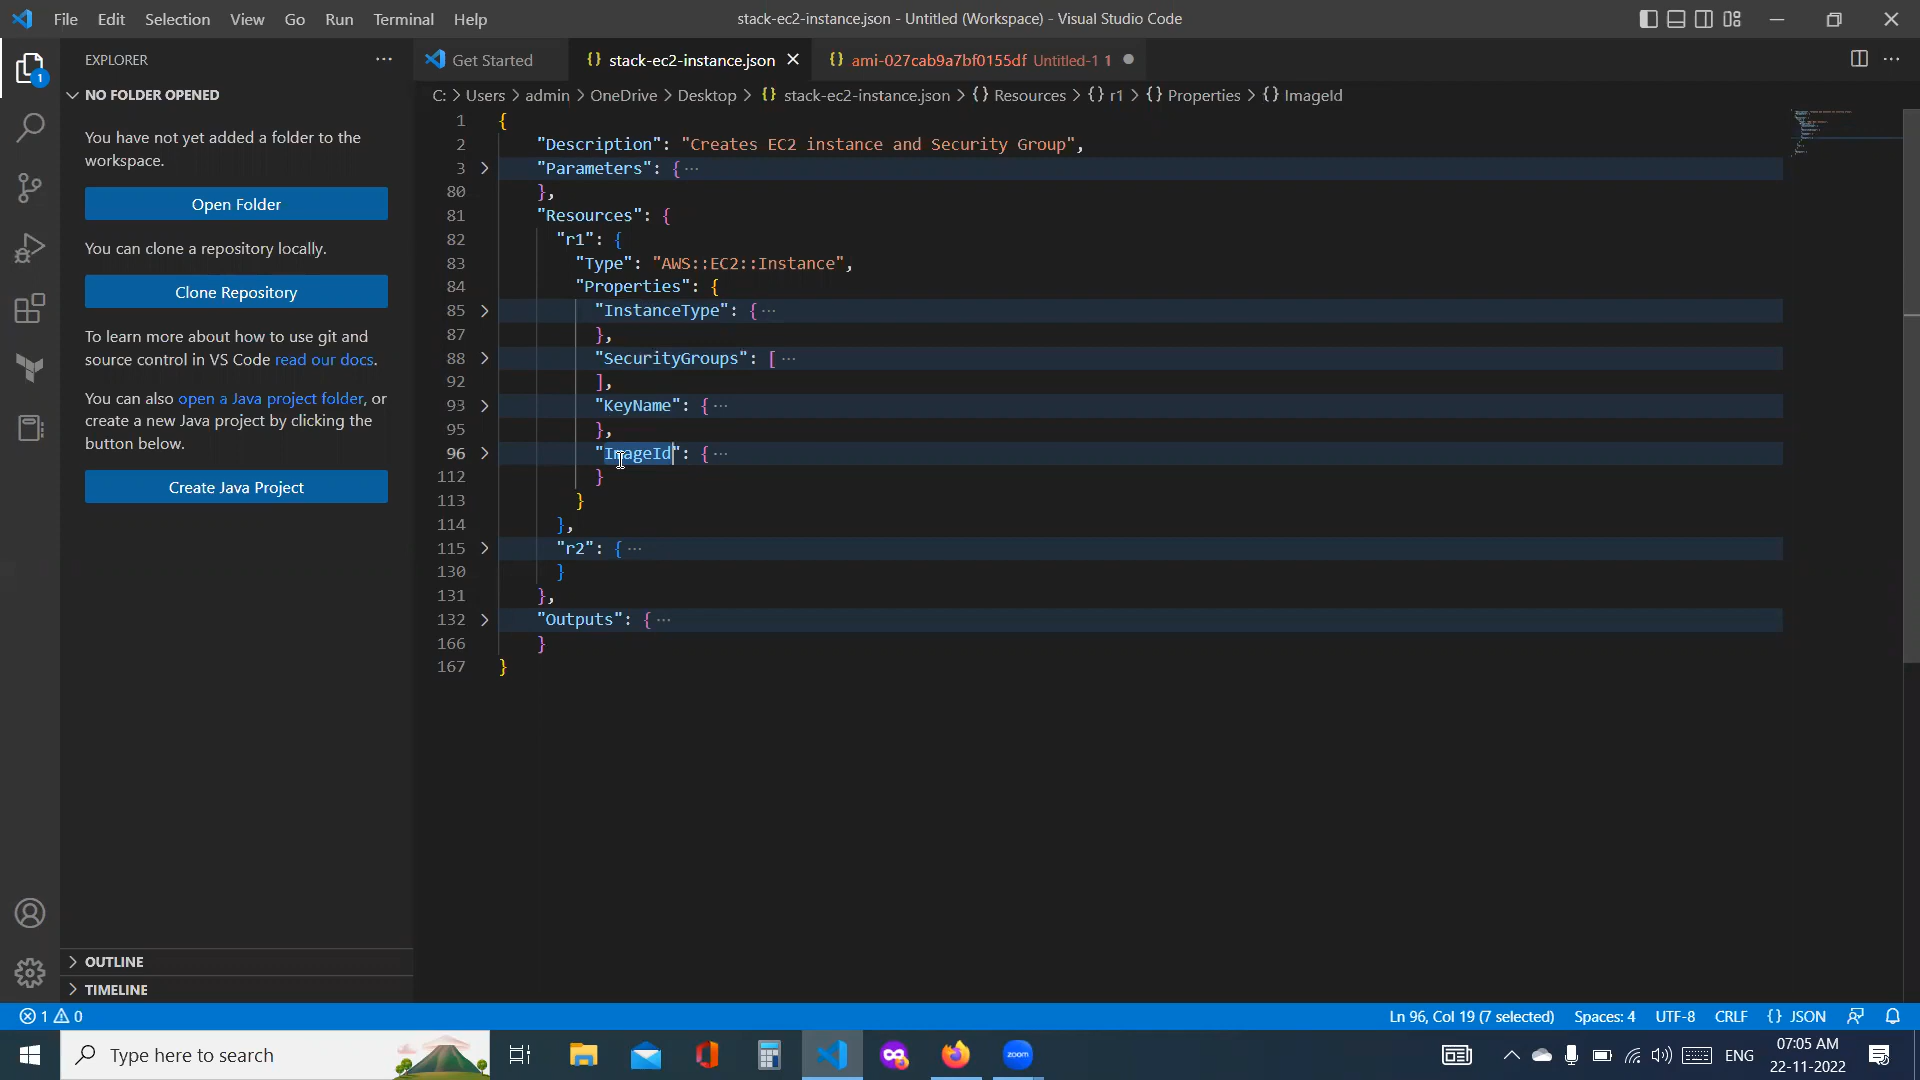 File Edit Selection View Go Run Terminal Help
stack-ec2-instance.json - Untitled (Workspace) - Visual Studio Code
EXPLORER ···
Get Started
{} stack-ec2-instance.json
{} ami-027cab9a7bf0155df Untitled-1 1
1
NO FOLDER OPENED
You have not yet added a folder to the
workspace.
Open Folder
You can clone a repository locally.
Clone Repository
To learn more about how to use git and
source control in VS Code read our docs.
You can also open a Java project folder, or
create a new Java project by clicking the
button below.
Create Java Project
OUTLINE
TIMELINE
C: > Users > admin > OneDrive > Desktop > {} stack-ec2-instance.json > {} Resources > {} r1 > {} Properties > {} ImageId
1 {
2 "Description": "Creates EC2 instance and Security Group",
3 "Parameters": { ···
80 },
81 "Resources": {
82 "r1": {
83 "Type": "AWS::EC2::Instance",
84 "Properties": {
85 "InstanceType": { ···
87 },
88 "SecurityGroups": [ ···
92 ],
93 "KeyName": { ···
95 },
96 "ImageId": { ···
112 }
113 }
114 },
115 "r2": { ···
130 }
131 },
132 "Outputs": { ···
166 }
167 }
1 0
Ln 96, Col 19 (7 selected) Spaces: 4 UTF-8 CRLF {} JSON
Type here to search
zoom
ENG
07:05 AM
22-11-2022